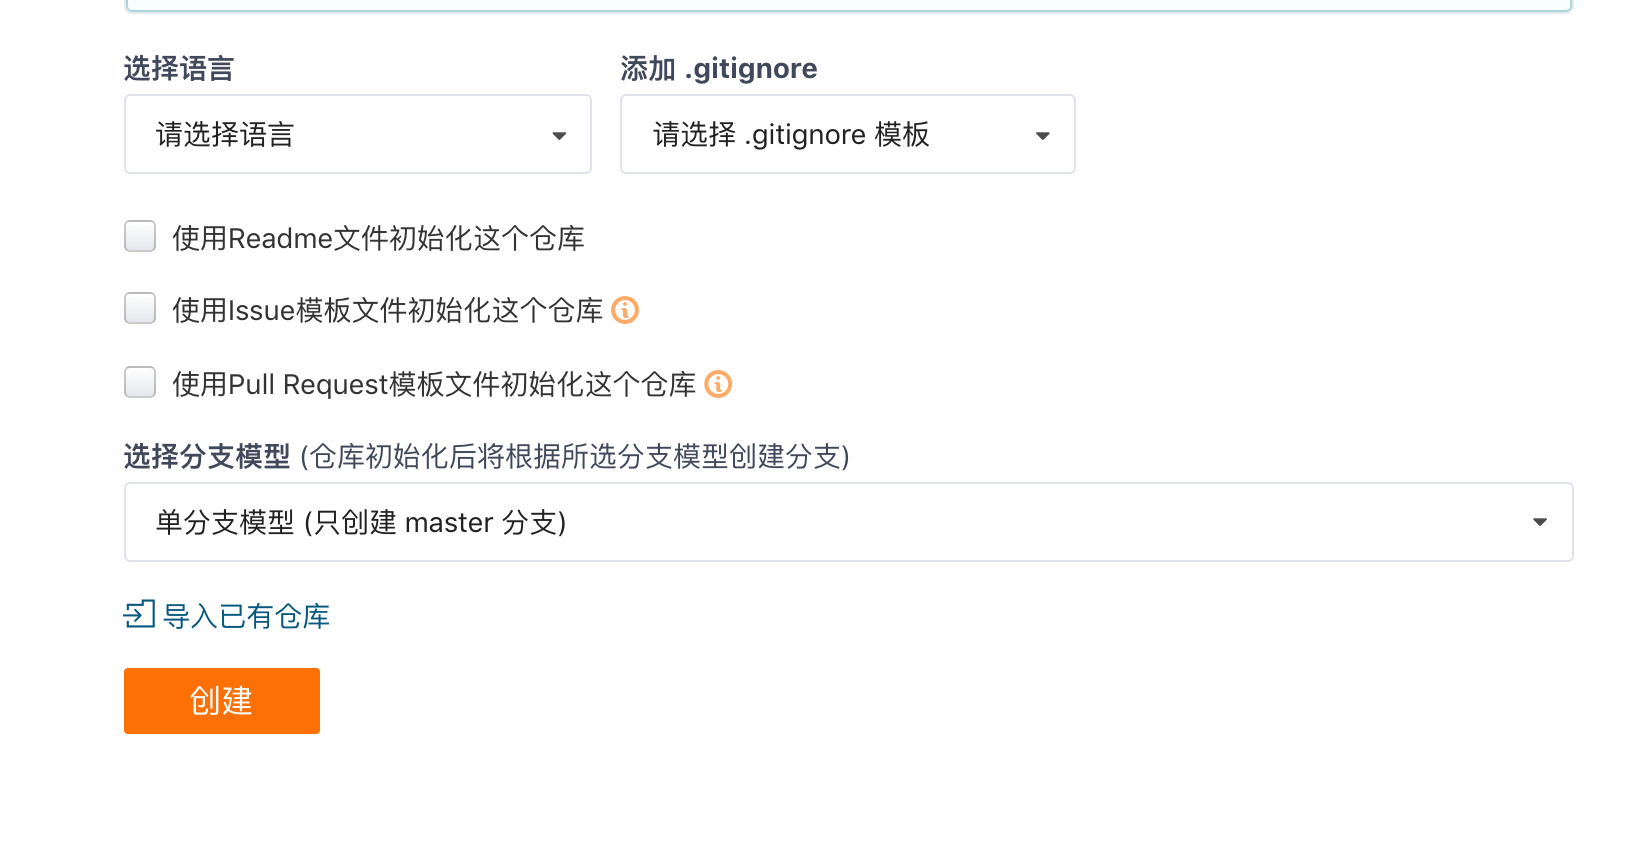 选择语言 添加 .gitignore
请选择语言 请选择 .gitignore 模板
使用Readme文件初始化这个仓库
使用Issue模板文件初始化这个仓库
使用Pull Request模板文件初始化这个仓库
选择分支模型 (仓库初始化后将根据所选分支模型创建分支)
单分支模型 (只创建 master 分支)
导入已有仓库
创建